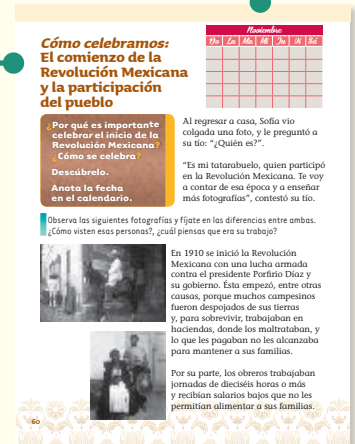 Cómo celebramos:
El comienzo de la
Revolución Mexicana
y la participación
del pueblo
Noviembre
Do Lu Ma Mi Ju Vi Sá
¿Por qué es importante
celebrar el inicio de la
Revolución Mexicana?
¿Cómo se celebra?
Descúbrelo.
Anota la fecha
en el calendario.
Al regresar a casa, Sofía vio
colgada una foto, y le preguntó a
su tío: “¿Quién es?”.
“Es mi tatarabuelo, quien participó
en la Revolución Mexicana. Te voy
a contar de esa época y a enseñar
más fotografías”, contestó su tío.
Observa las siguientes fotografías y fíjate en las diferencias entre ambas.
¿Cómo visten esas personas?, ¿cuál piensas que era su trabajo?
En 1910 se inició la Revolución
Mexicana con una lucha armada
contra el presidente Porfirio Díaz y
su gobierno. Ésta empezó, entre otras
causas, porque muchos campesinos
fueron despojados de sus tierras
y, para sobrevivir, trabajaban en
haciendas, donde los maltrataban, y
lo que les pagaban no les alcanzaba
para mantener a sus familias.
Por su parte, los obreros trabajaban
jornadas de dieciséis horas o más
y recibían salarios bajos que no les
permitían alimentar a sus familias.
60